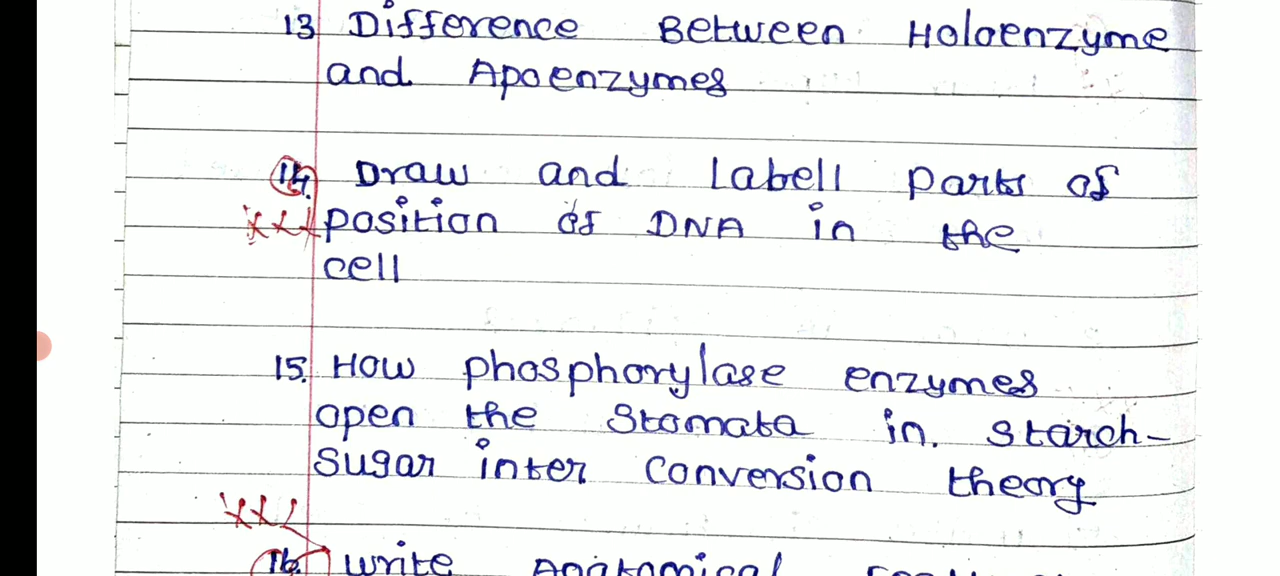 13 Difference Between Holoenzyme
and Apoenzymes
14. Draw and Labell Parts of
position of DNA in the
cell
15. How phosphorylase enzymes
open the Stomata in. starch-
sugar inter conversion theory
16. write Anatomical